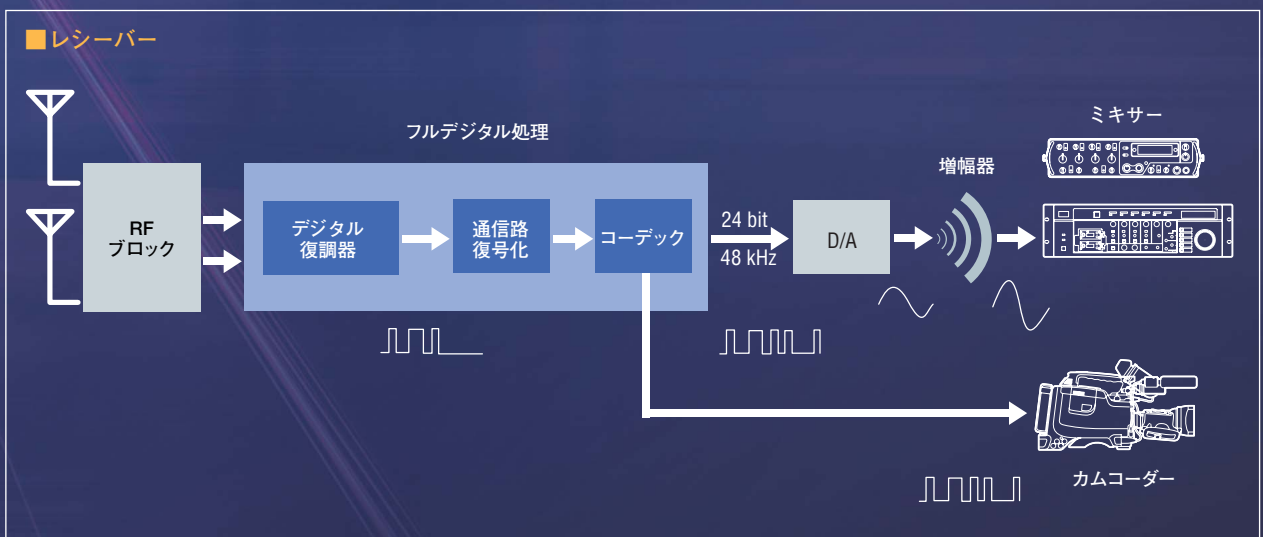 ■レシーバー
フルデジタル処理
RF
ブロック
デジタル
復調器
通信路
復号化
コーデック
24 bit
48 kHz
D/A
増幅器
ミキサー
カムコーダー